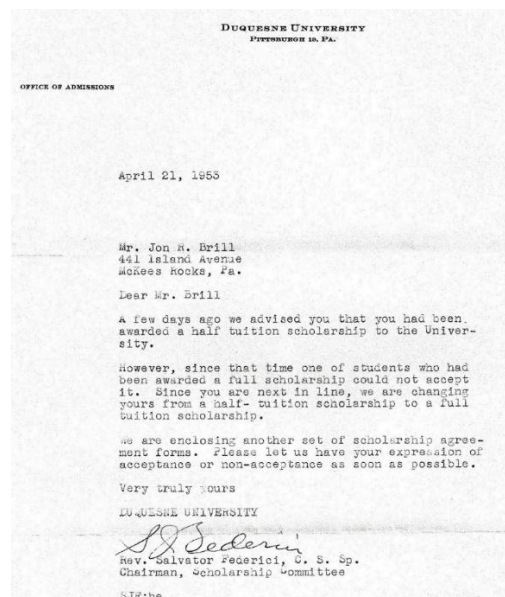 DUQUESNE UNIVERSITY
PITTSBURGH 19, PA.
OFFICE OF ADMISSIONS
April 21, 1953
Mr. Jon R. Brill
441 Island Avenue
McKees Rocks, Pa.
Dear Mr. Brill
A few days ago we advised you that you had been
awarded a half tuition scholarship to the Univer-
sity.
However, since that time one of students who had
been awarded a full scholarship could not accept
it. Since you are next in line, we are changing
yours from a half- tuition scholarship to a full
tuition scholarship.
We are enclosing another set of scholarship agree-
ment forms. Please let us have your expression of
acceptance or non-acceptance as soon as possible.
Very truly yours
DUQUESNE UNIVERSITY
S J Federici
Rev. Salvator Federici, C. S. Sp.
Chairman, Scholarship Committee